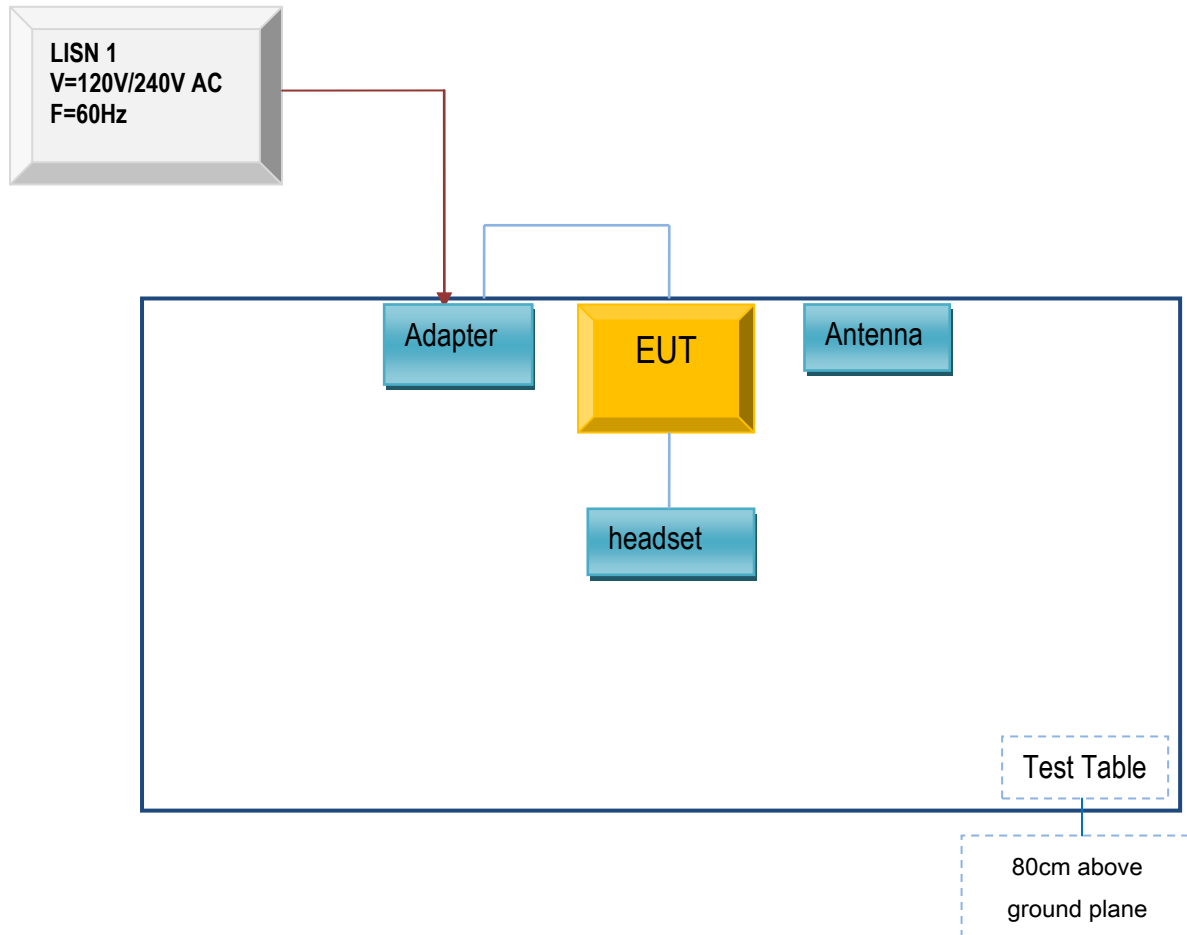 LISN 1
V=120V/240V AC
F=60Hz
Adapter
EUT
Antenna
headset
Test Table
80cm above
ground plane